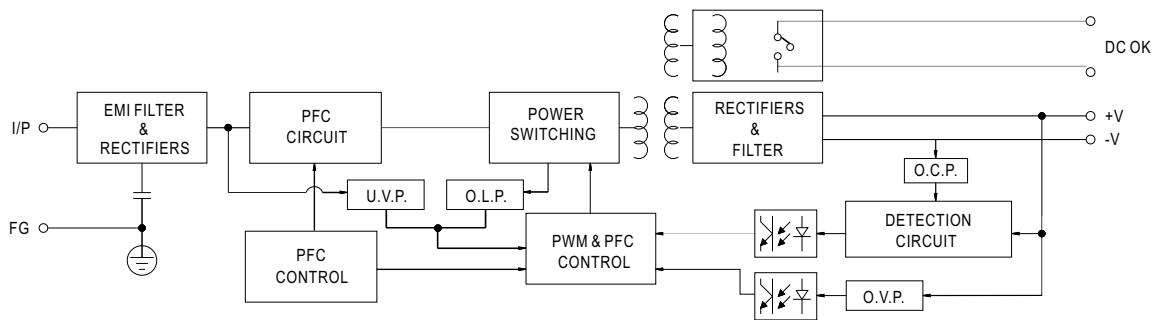 DC OK
I/P
EMI FILTER
&
RECTIFIERS
PFC
CIRCUIT
POWER
SWITCHING
RECTIFIERS
&
FILTER
+V
-V
U.V.P.
O.L.P.
O.C.P.
FG
PFC
CONTROL
PWM & PFC
CONTROL
DETECTION
CIRCUIT
O.V.P.